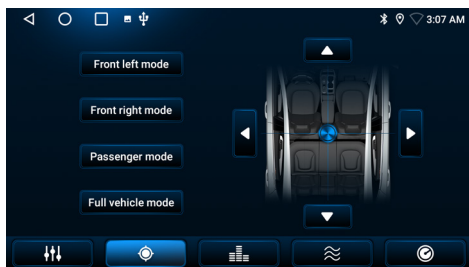 3:07 AM
Front left mode
Front right mode
Passenger mode
Full vehicle mode